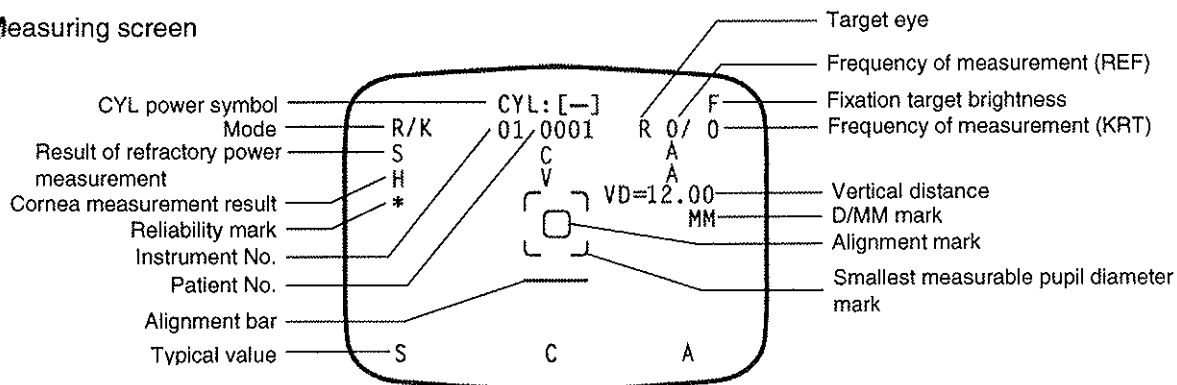 Measuring screen
Target eye
Frequency of measurement (REF)
CYL power symbol
CYL:[—]
F
Fixation target brightness
Mode
R/K
01 0001
R 0/ 0
Frequency of measurement (KRT)
Result of refractory power
measurement
S
C
A
Cornea measurement result
H
V
A
VD=12.00
Vertical distance
Reliability mark
*
MM
D/MM mark
Instrument No.
Alignment mark
Patient No.
Smallest measurable pupil diameter
mark
Alignment bar
Typical value
S
C
A